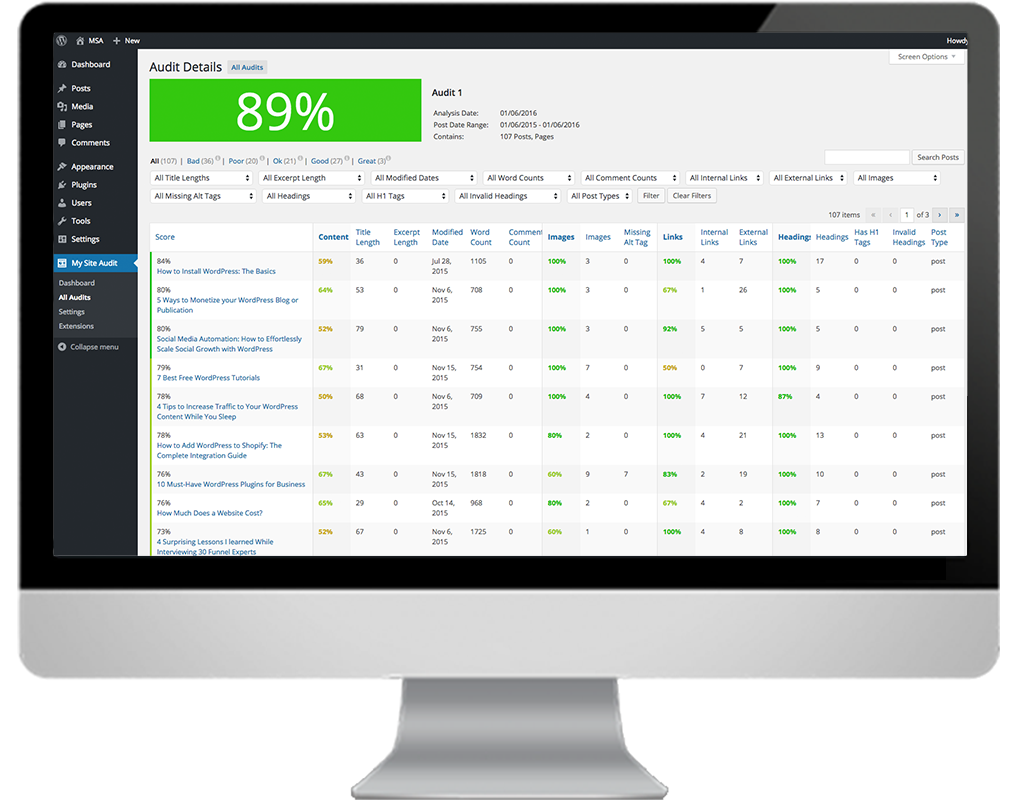 MSA + New Howdy
Dashboard
Posts
Media
Pages
Comments
Appearance
Plugins
Users
Tools
Settings
My Site Audit
Dashboard
All Audits
Settings
Extensions
Collapse menu
Screen Options
Audit Details All Audits
89%
Audit 1
Analysis Date: 01/06/2016
Post Date Range: 01/06/2015 - 01/06/2016
Contains: 107 Posts, Pages
All (107) | Bad (36) | Poor (20) | Ok (21) | Good (27) | Great (3)
Search Posts
All Title Lengths All Excerpt Length All Modified Dates All Word Counts All Comment Counts All Internal Links All External Links All Images
All Missing Alt Tags All Headings All H1 Tags All Invalid Headings All Post Types Filter Clear Filters
107 items « ‹ 1 of 3 › »
Score Content Title Length Excerpt Length Modified Date Word Count Comment Count Images Images Missing Alt Tag Links Internal Links External Links Headings Headings Has H1 Tags Invalid Headings Post Type
84% 59% 36 0 Jul 28, 1105 0 100% 3 0 100% 4 7 100% 17 0 0 post
How to Install WordPress: The Basics 2015
80% 64% 53 0 Nov 6, 708 0 100% 3 0 67% 1 26 100% 5 0 0 post
5 Ways to Monetize your WordPress Blog or 2015
Publication
80% 52% 79 0 Nov 6, 755 0 100% 3 0 92% 5 5 100% 5 0 0 post
Social Media Automation: How to Effortlessly 2015
Scale Social Growth with WordPress
79% 67% 31 0 Nov 15, 754 0 100% 7 0 50% 0 7 100% 9 0 0 post
7 Best Free WordPress Tutorials 2015
78% 50% 68 0 Nov 6, 709 0 100% 4 0 100% 7 12 87% 4 0 0 post
4 Tips to Increase Traffic to Your WordPress 2015
Content While You Sleep
78% 53% 63 0 Nov 15, 1832 0 80% 2 0 100% 4 21 100% 13 0 0 post
How to Add WordPress to Shopify: The 2015
Complete Integration Guide
76% 67% 43 0 Nov 15, 1818 0 60% 9 7 83% 2 19 100% 10 0 0 post
10 Must-Have WordPress Plugins for Business 2015
76% 65% 29 0 Oct 14, 968 0 80% 2 0 67% 4 2 100% 7 0 0 post
How Much Does a Website Cost? 2015
73% 52% 67 0 Nov 6, 1725 0 60% 1 0 100% 4 8 100% 8 0 0 post
4 Surprising Lessons I learned While 2015
Interviewing 30 Funnel Experts